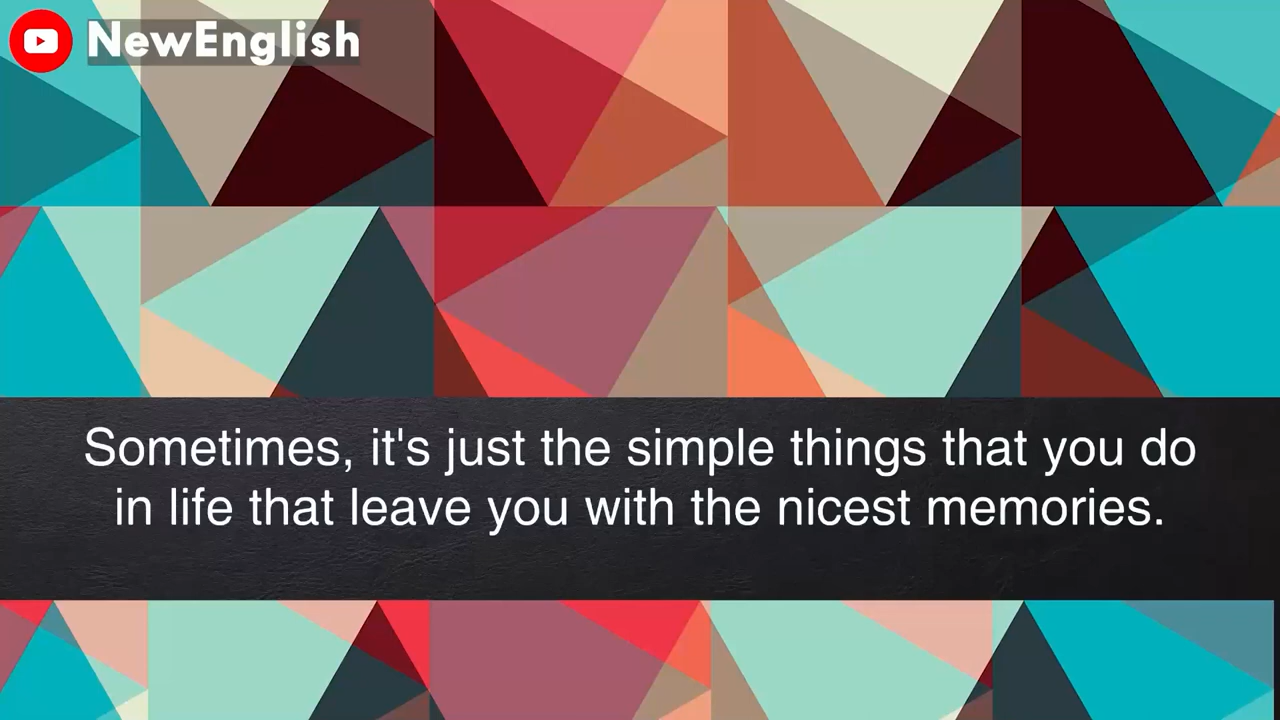 NewEnglish
Sometimes, it's just the simple things that you do
in life that leave you with the nicest memories.